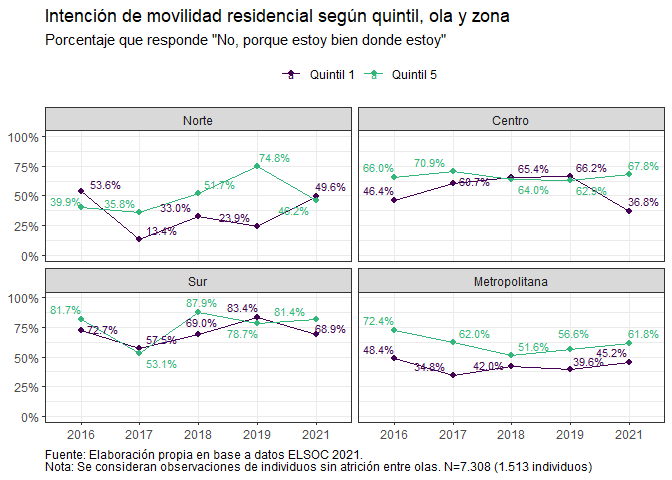 Intención de movilidad residencial según quintil, ola y zona
Porcentaje que responde "No, porque estoy bien donde estoy"
Quintil 1 Quintil 5
Norte Centro
100%
75%
50%
25%
0%
39.9% 53.6% 35.8% 13.4% 33.0% 51.7% 23.9% 74.8% 46.2% 49.6%
66.0% 46.4% 70.9% 60.7% 65.4% 64.0% 66.2% 62.9% 67.8% 36.8%
Sur Metropolitana
100%
75%
50%
25%
0%
81.7% 72.7% 57.5% 53.1% 87.9% 69.0% 83.4% 78.7% 81.4% 68.9%
72.4% 48.4% 62.0% 34.8% 51.6% 42.0% 56.6% 39.6% 61.8% 45.2%
2016 2017 2018 2019 2021 2016 2017 2018 2019 2021
Fuente: Elaboración propia en base a datos ELSOC 2021.
Nota: Se consideran observaciones de individuos sin atrición entre olas. N=7.308 (1.513 individuos)